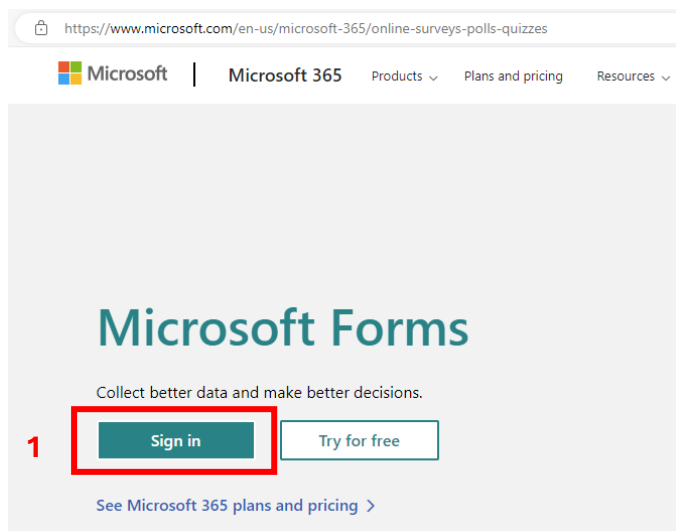 https://www.microsoft.com/en-us/microsoft-365/online-surveys-polls-quizzes
Microsoft | Microsoft 365 Products Plans and pricing Resources
Microsoft Forms
Collect better data and make better decisions.
1 Sign in Try for free
See Microsoft 365 plans and pricing >